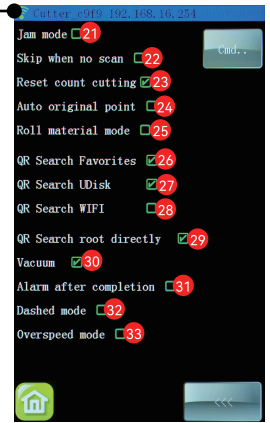 Cutter c9f9 192.168.16.254
Jam mode 21
Cmd..
Skip when no scan 22
Reset count cutting 23
Auto original point 24
Roll material mode 25
QR Search Favorites 26
QR Search UDisk 27
QR Search WIFI 28
QR Search root directly 29
Vacuum 30
Alarm after completion 31
Dashed mode 32
Overspeed mode 33
<<<